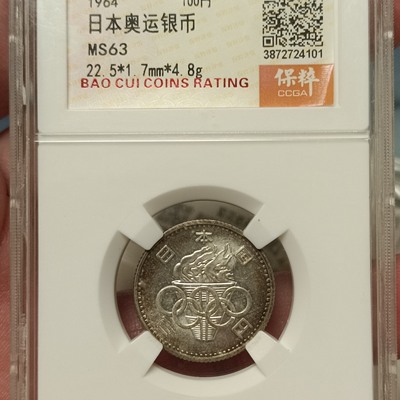 1964 100円
日本奥运银币
MS63
22.5*1.7mm*4.8g
3872724101
保粹
CCGA
BAO CUI COINS RATING
日本国
百円